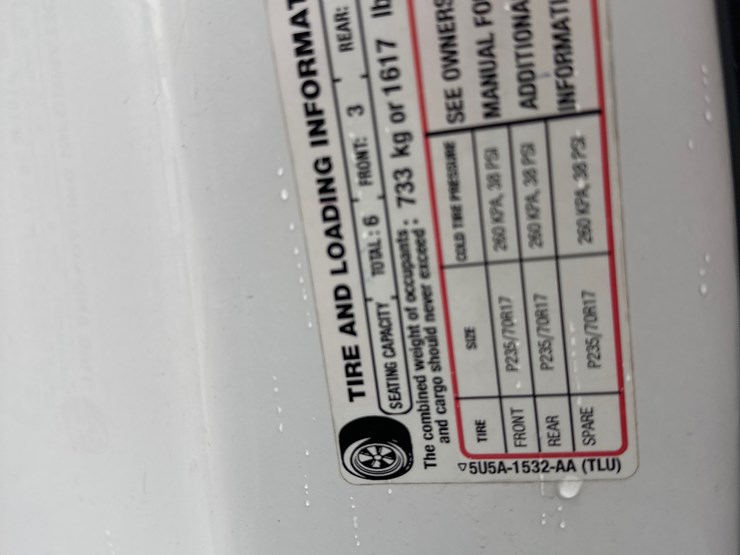 TIRE AND LOADING INFORMAT
SEATING CAPACITY TOTAL: 6 FRONT: 3 REAR:
The combined weight of occupants and cargo should never exceed: 733 kg or 1617 lb
TIRE SIZE COLD TIRE PRESSURE
FRONT P235/70R17 260 KPA, 38 PSI
REAR P235/70R17 260 KPA, 38 PSI
SPARE P235/70R17 260 KPA, 38 PSI
SEE OWNERS
MANUAL FO
ADDITIONA
INFORMATI
5U5A-1532-AA (TLU)